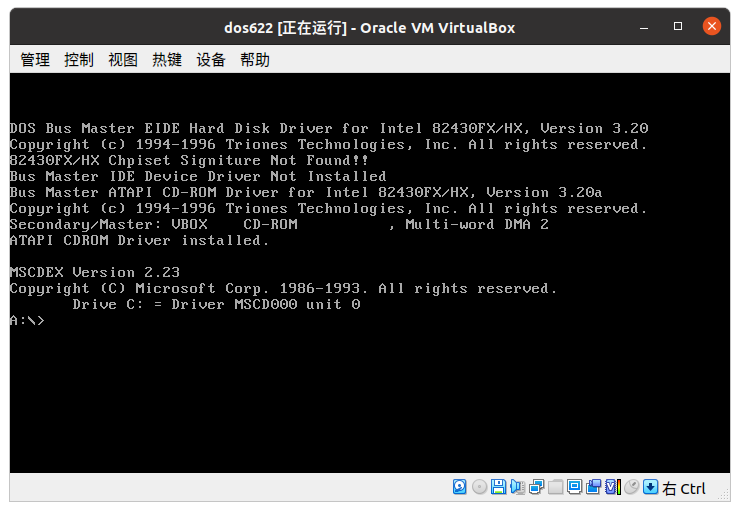 dos622 [正在运行] - Oracle VM VirtualBox
管理 控制 视图 热键 设备 帮助
DOS Bus Master EIDE Hard Disk Driver for Intel 82430FX/HX, Version 3.20
Copyright (c) 1994-1996 Triones Technologies, Inc. All rights reserved.
82430FX/HX Chpiset Signiture Not Found!!
Bus Master IDE Device Driver Not Installed
Bus Master ATAPI CD-ROM Driver for Intel 82430FX/HX, Version 3.20a
Copyright (c) 1994-1996 Triones Technologies, Inc. All rights reserved.
Secondary/Master: VBOX    CD-ROM          , Multi-word DMA 2
ATAPI CDROM Driver installed.
MSCDEX Version 2.23
Copyright (C) Microsoft Corp. 1986-1993. All rights reserved.
        Drive C: = Driver MSCD000 unit 0
A:\>
右 Ctrl